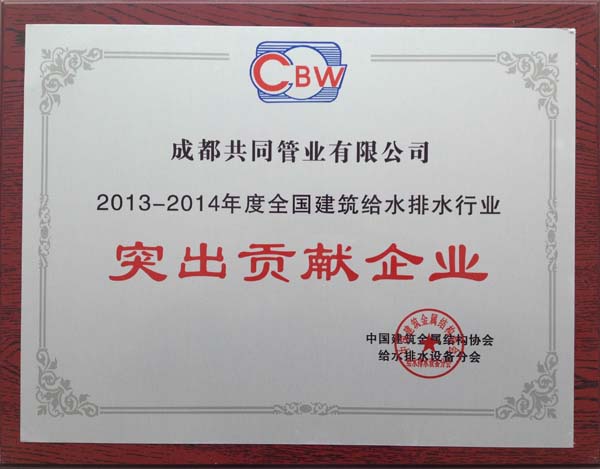 CBW
成都共同管业有限公司
2013-2014年度全国建筑给水排水行业
突出贡献企业
中国建筑金属结构协会
给水排水设备分会